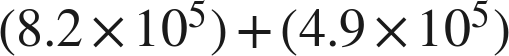 (8.2 × 10⁵) + (4.9 × 10⁵)